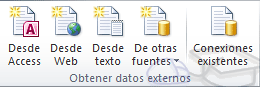 Desde Access
Desde Web
Desde texto
De otras fuentes
Conexiones existentes
Obtener datos externos